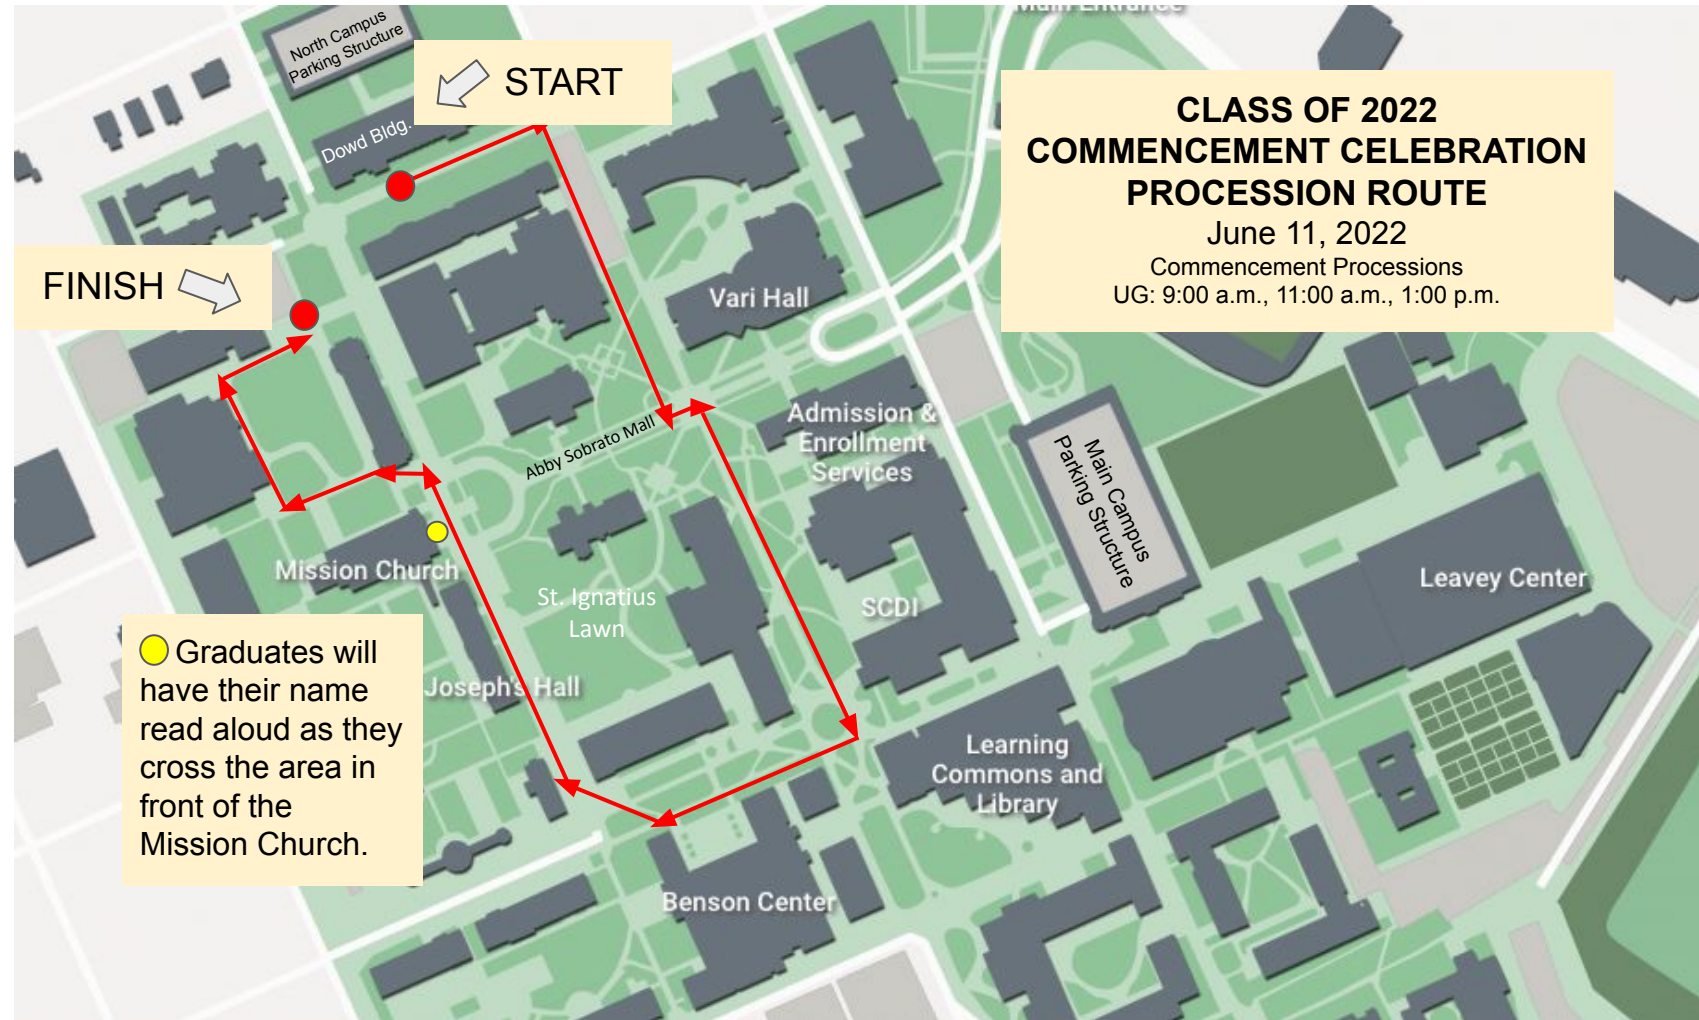 Main Entrance
North Campus
Parking Structure
START
Dowd Bldg.
CLASS OF 2022
COMMENCEMENT CELEBRATION
PROCESSION ROUTE
June 11, 2022
Commencement Processions
UG: 9:00 a.m., 11:00 a.m., 1:00 p.m.
FINISH
Vari Hall
Abby Sobrato Mall
Admission &
Enrollment
Services
Main Campus
Parking Structure
Mission Church
St. Ignatius
Lawn
SCDI
Leavey Center
Graduates will
have their name
read aloud as they
cross the area in
front of the
Mission Church.
Joseph's Hall
Learning
Commons and
Library
Benson Center